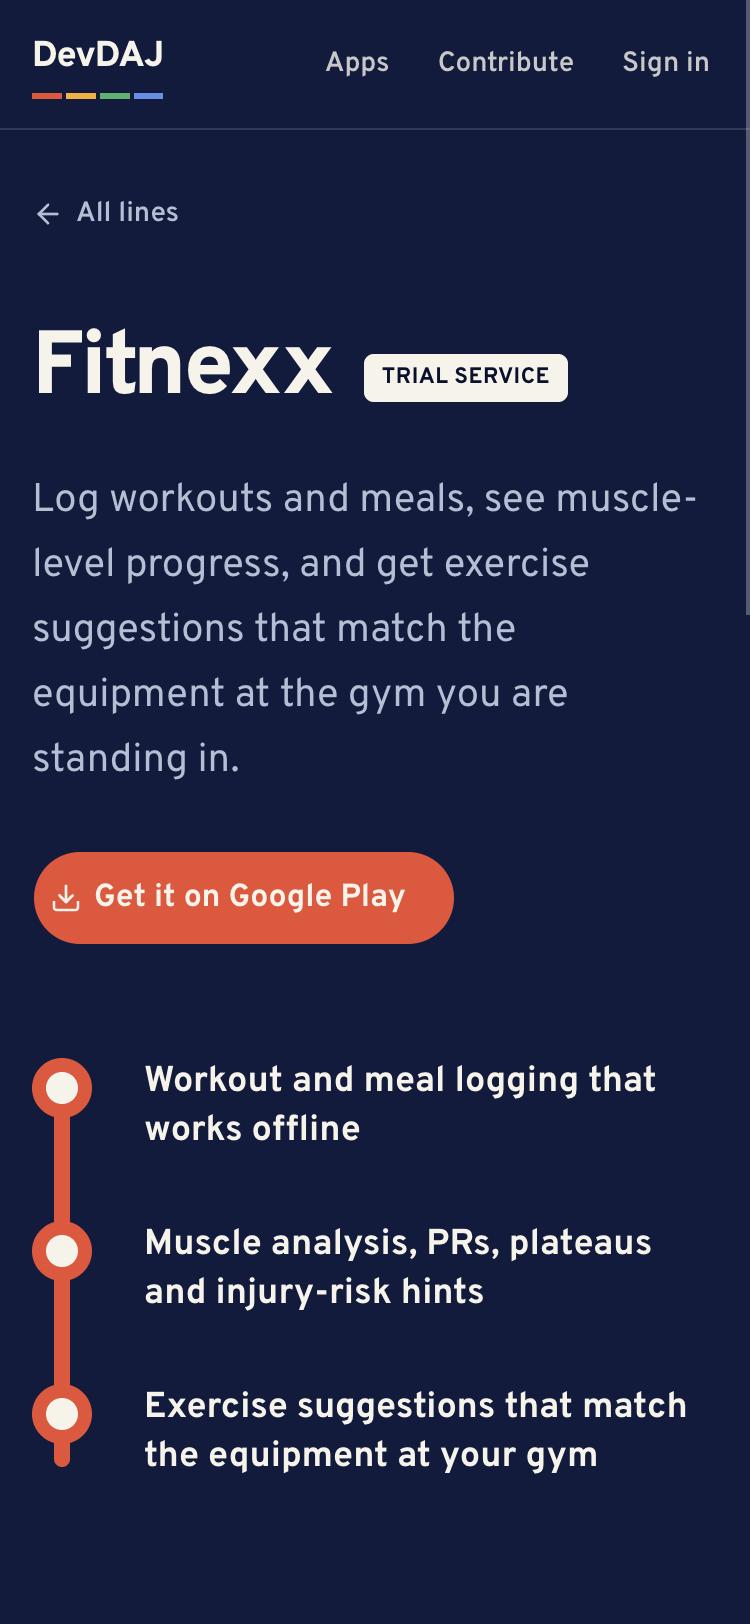 DevDAJ
Apps Contribute Sign in
All lines
Fitnexx TRIAL SERVICE
Log workouts and meals, see muscle-
level progress, and get exercise
suggestions that match the
equipment at the gym you are
standing in.
Get it on Google Play
Workout and meal logging that
works offline
Muscle analysis, PRs, plateaus
and injury-risk hints
Exercise suggestions that match
the equipment at your gym